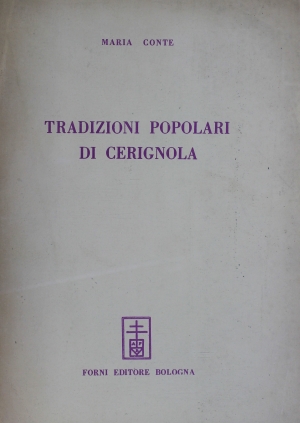 MARIA CONTE
TRADIZIONI POPOLARI
DI CERIGNOLA
FORNI EDITORE BOLOGNA